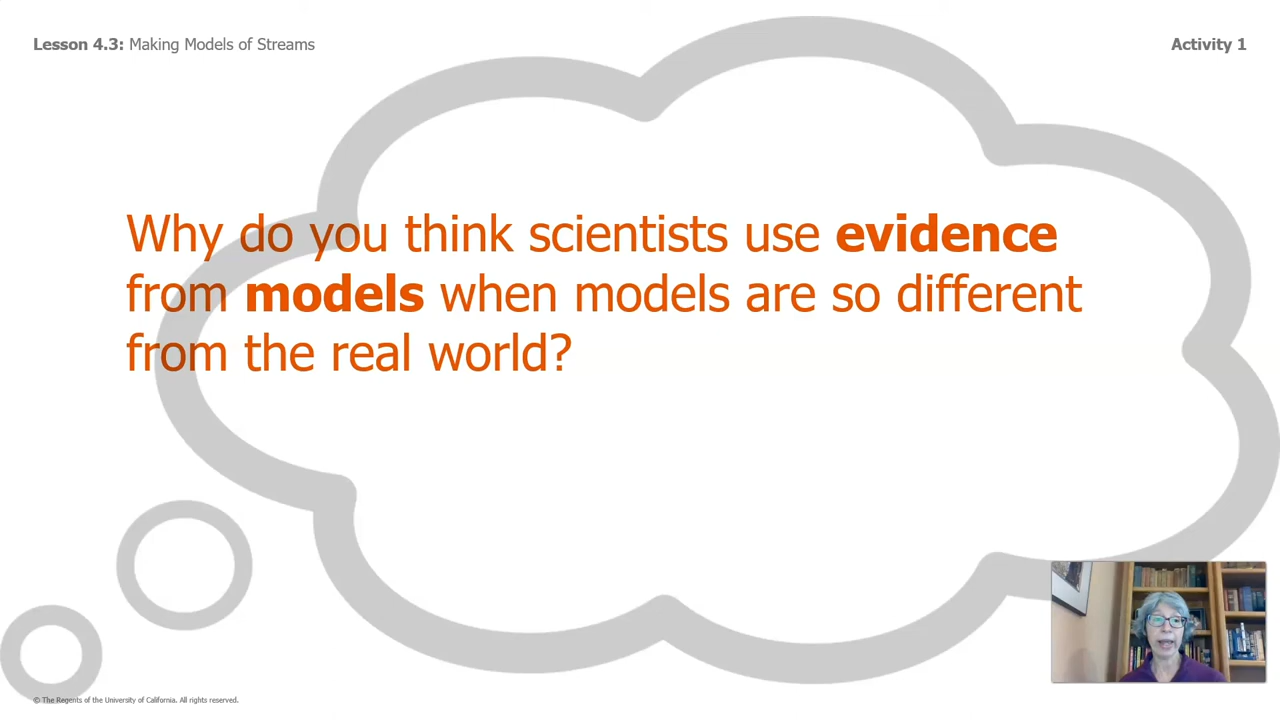 Lesson 4.3: Making Models of Streams
Activity 1
Why do you think scientists use evidence
from models when models are so different
from the real world?
© The Regents of the University of California. All rights reserved.